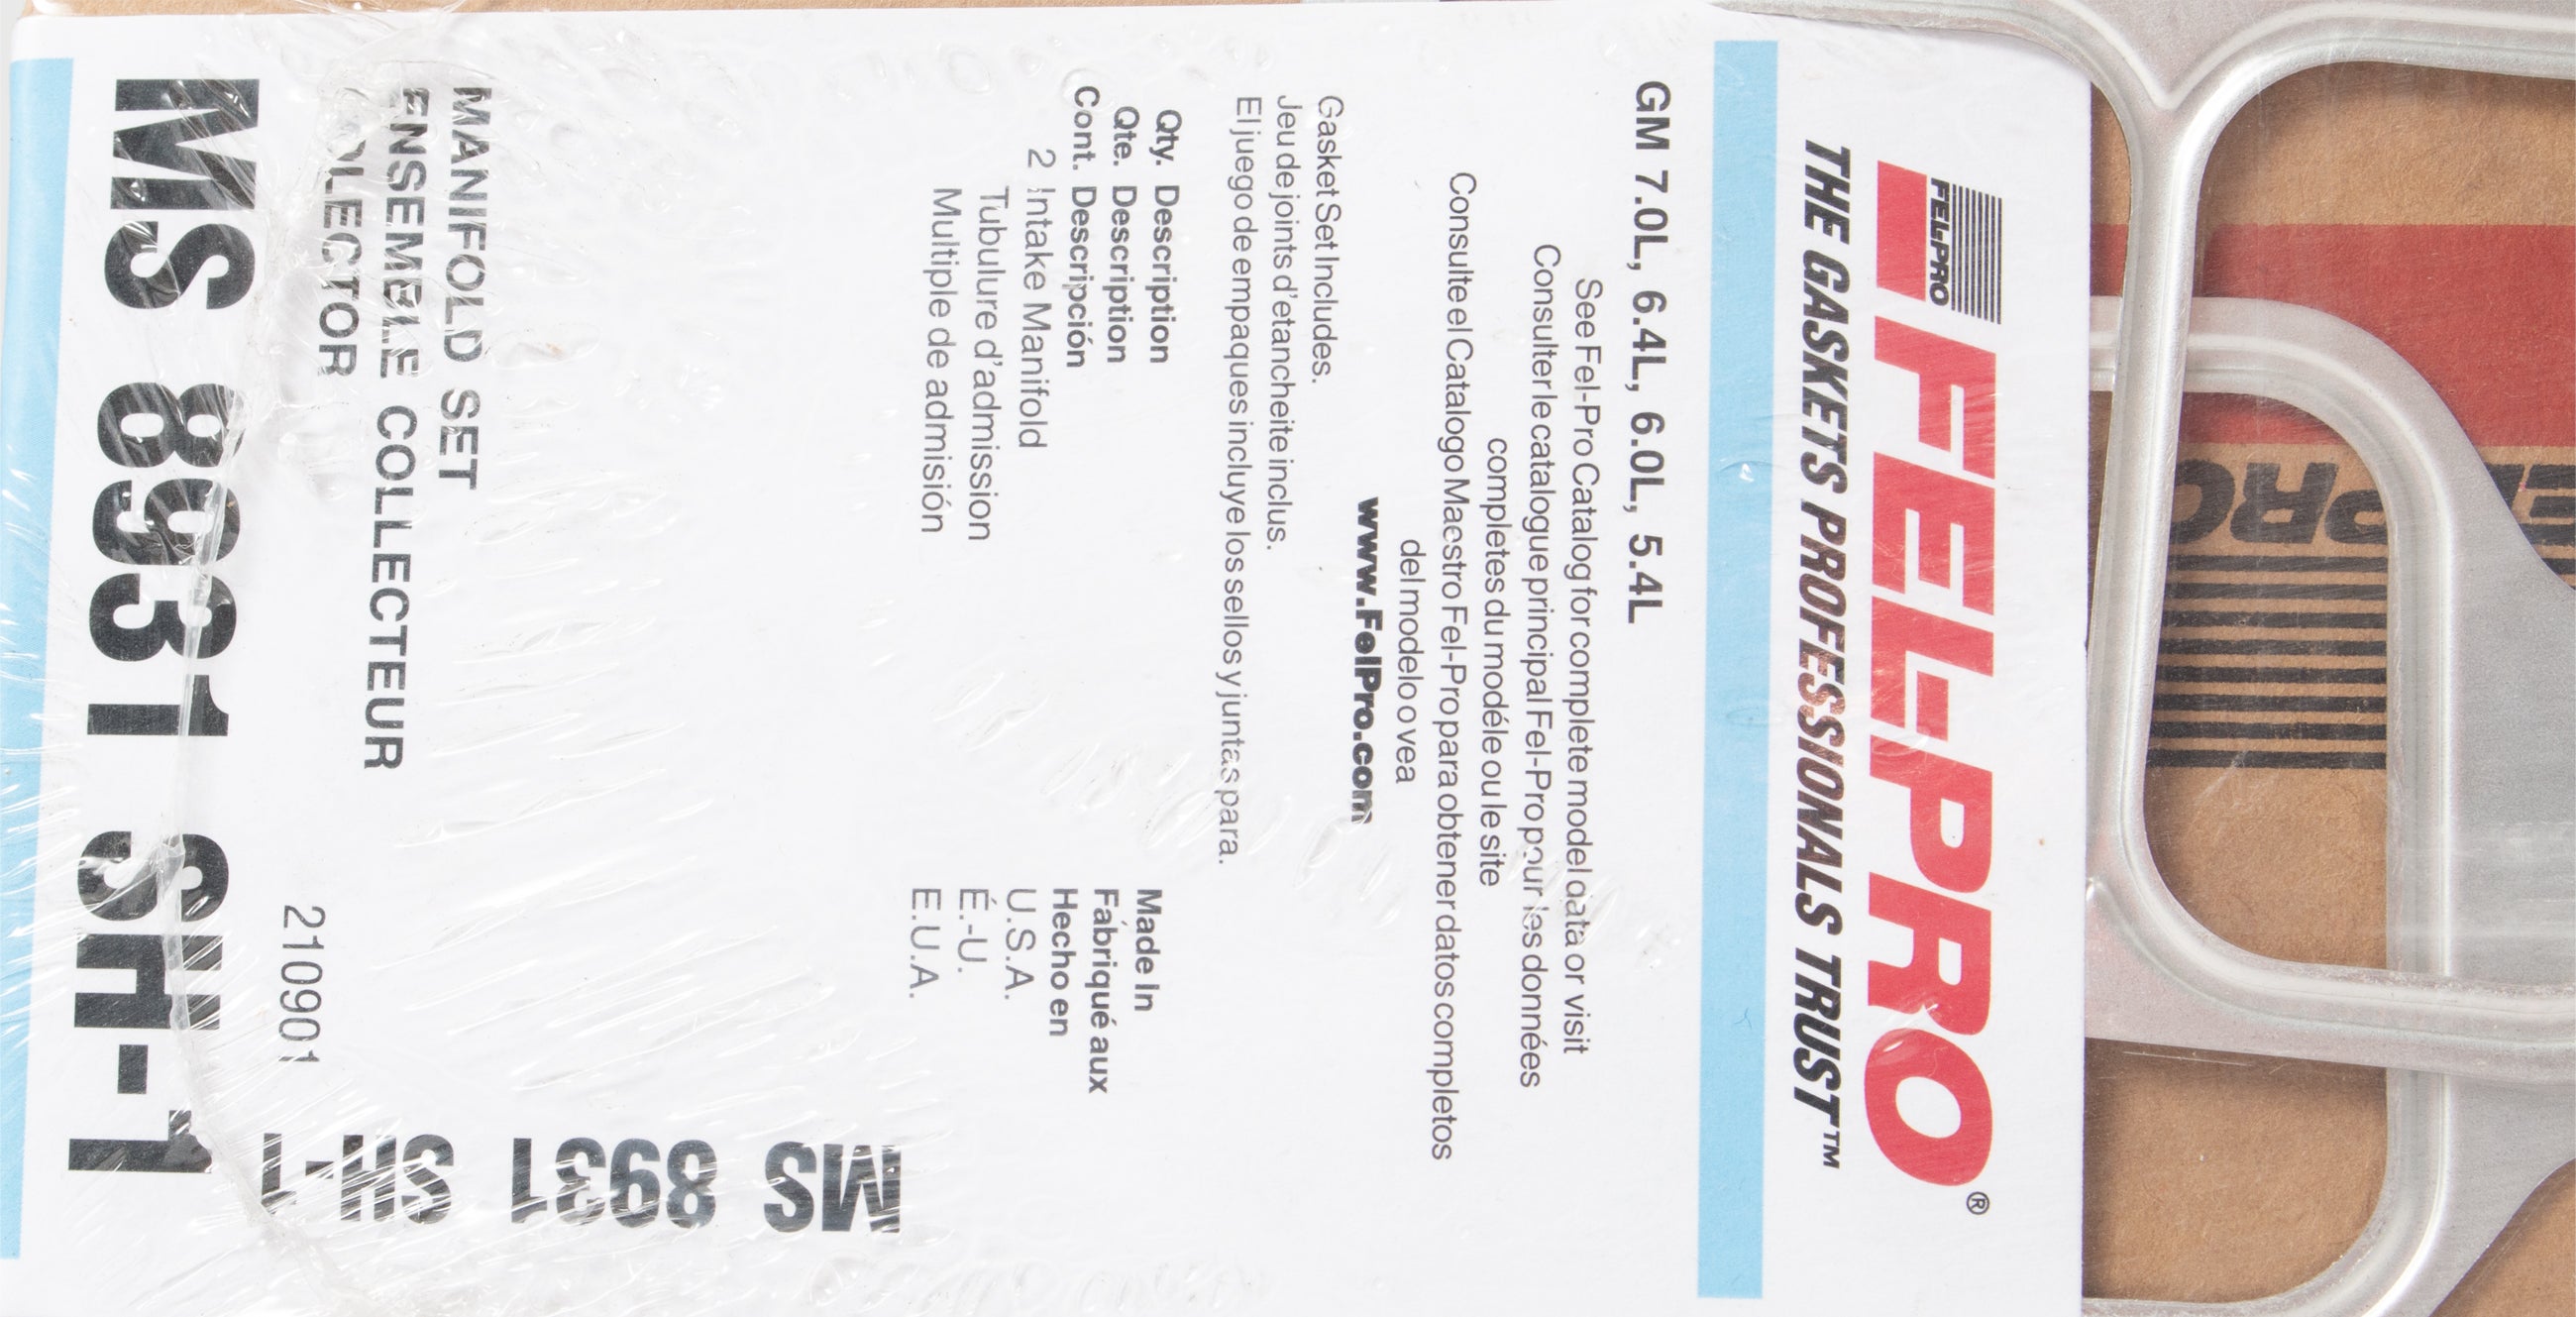 FEL-PRO
FEL-PRO®
THE GASKETS PROFESSIONALS TRUST™
GM 7.0L, 6.4L, 6.0L, 5.4L
See Fel-Pro Catalog for complete model data or visit
Consulter le catalogue principal Fel-Pro pour les données
completes du modéle ou le site
Consulte el Catalogo Maestro Fel-Pro para obtener datos completos
del modelo o vea
www.FelPro.com
Gasket Set Includes.
Jeu de joints d'etancheite inclus.
El juego de empaques incluye los sellos y juntas para.
Qty. Description Made In
Qte. Description Fabriqué aux
Cont. Descripción Hecho en
2 Intake Manifold U.S.A.
Tubulure d'admission É.-U.
Multiple de admisión E.U.A.
MANIFOLD SET
ENSEMBLE COLLECTEUR
OLECTOR
210901
MS 8931 SH-1
MS 8931 SH-1
PRO